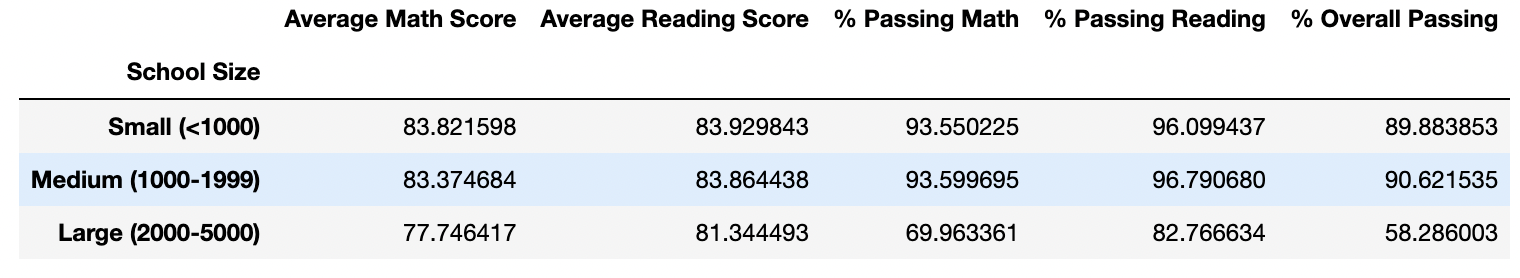 Average Math Score Average Reading Score % Passing Math % Passing Reading % Overall Passing
School Size
Small (<1000) 83.821598 83.929843 93.550225 96.099437 89.883853
Medium (1000-1999) 83.374684 83.864438 93.599695 96.790680 90.621535
Large (2000-5000) 77.746417 81.344493 69.963361 82.766634 58.286003